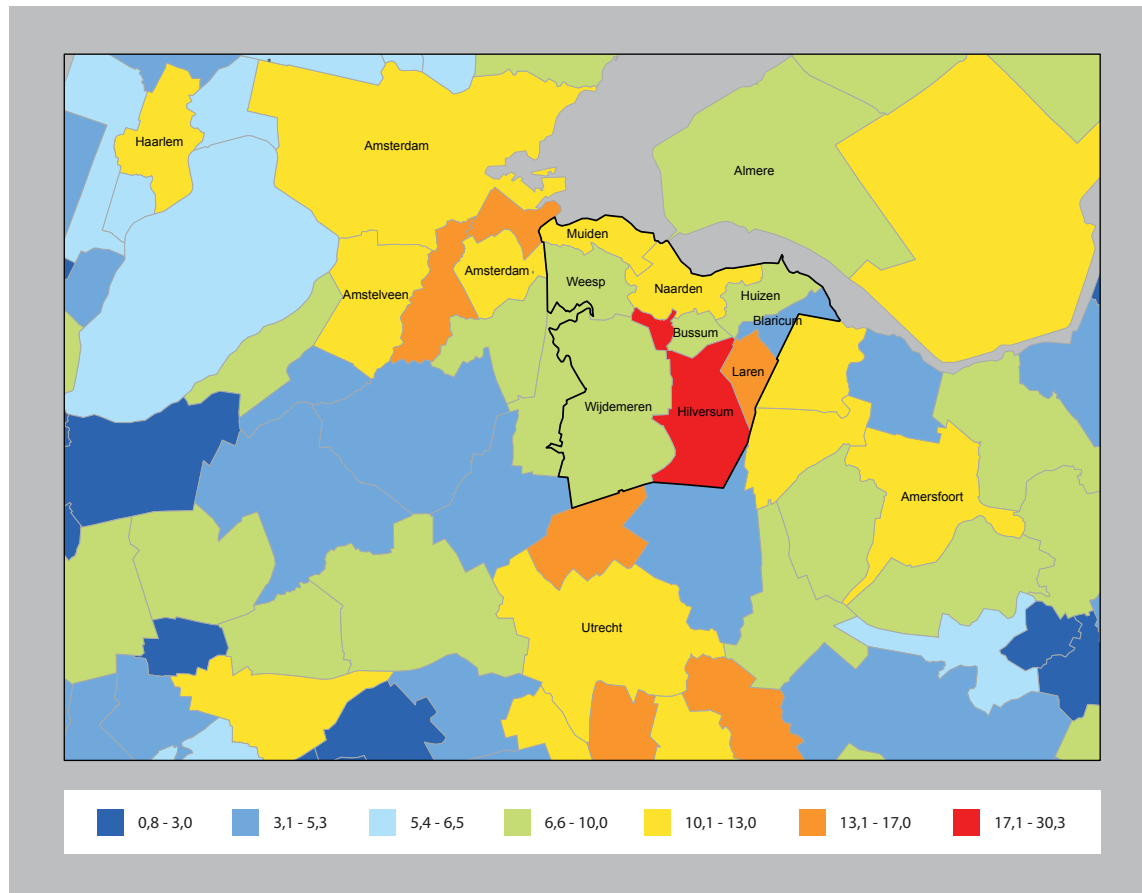 Haarlem
Amsterdam
Almere
Muiden
Amsterdam
Weesp
Naarden
Amstelveen
Huizen
Blaricum
Bussum
Laren
Wijdemeren
Hilversum
Amersfoort
Utrecht
0,8 - 3,0
3,1 - 5,3
5,4 - 6,5
6,6 - 10,0
10,1 - 13,0
13,1 - 17,0
17,1 - 30,3